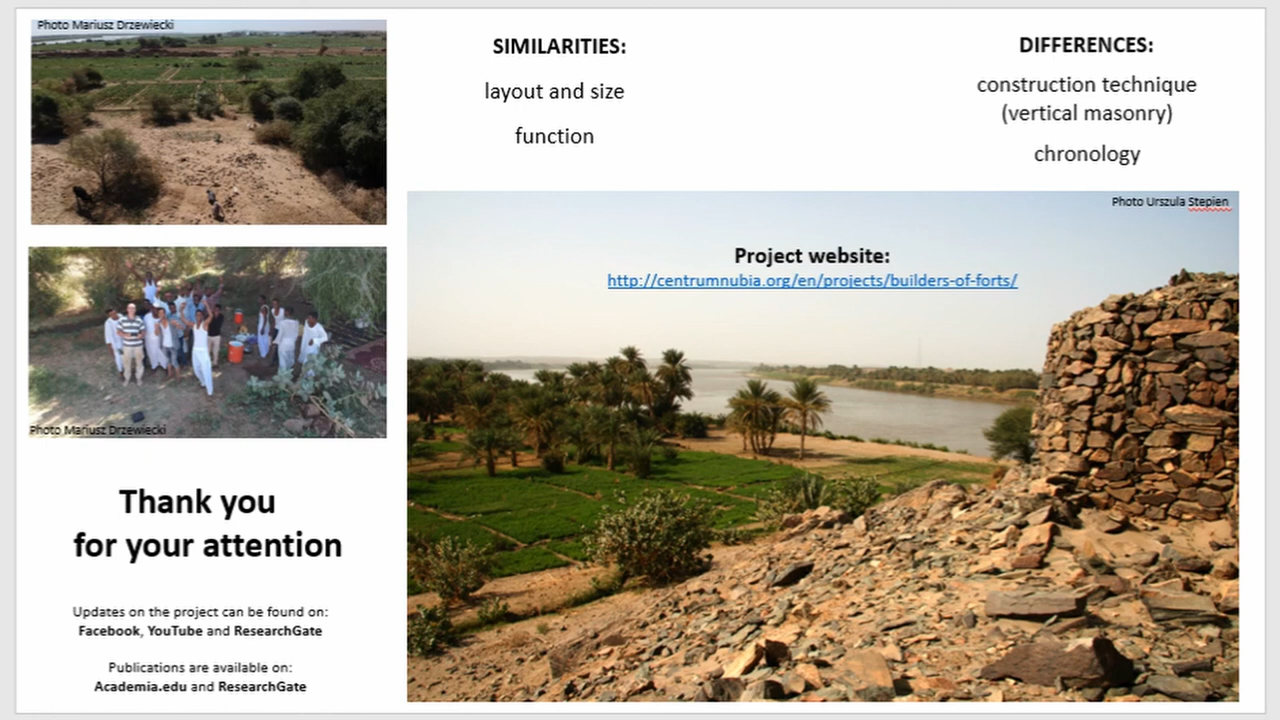 Photo Mariusz Drzewiecki
SIMILARITIES:
layout and size
function
DIFFERENCES:
construction technique
(vertical masonry)
chronology
Photo Urszula Stepien
Project website:
http://centrumnubia.org/en/projects/builders-of-forts/
Photo Mariusz Drzewiecki
Thank you
for your attention
Updates on the project can be found on:
Facebook, YouTube and ResearchGate
Publications are available on:
Academia.edu and ResearchGate